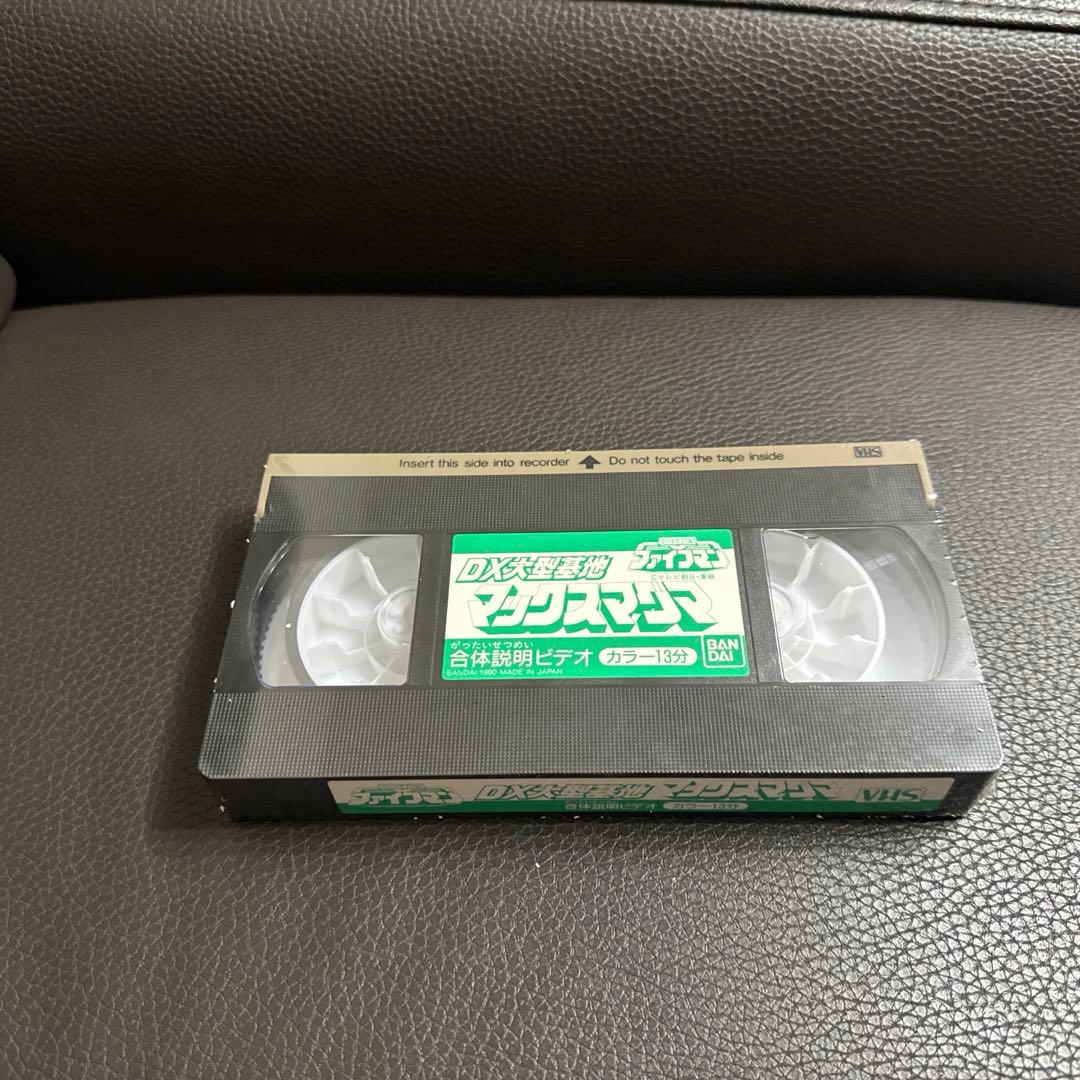 Insert this side into recorder ↑ Do not touch the tape inside
VHS
DX大型基地
ファイブマン
©テレビ朝日・東映
マックスマグマ
がったいせつめい
合体説明ビデオ カラー13分
BAN
DAI
BANDAI 1990 MADE IN JAPAN
ファイブマン DX大型基地 マックスマグマ VHS
合体説明ビデオ カラー13分